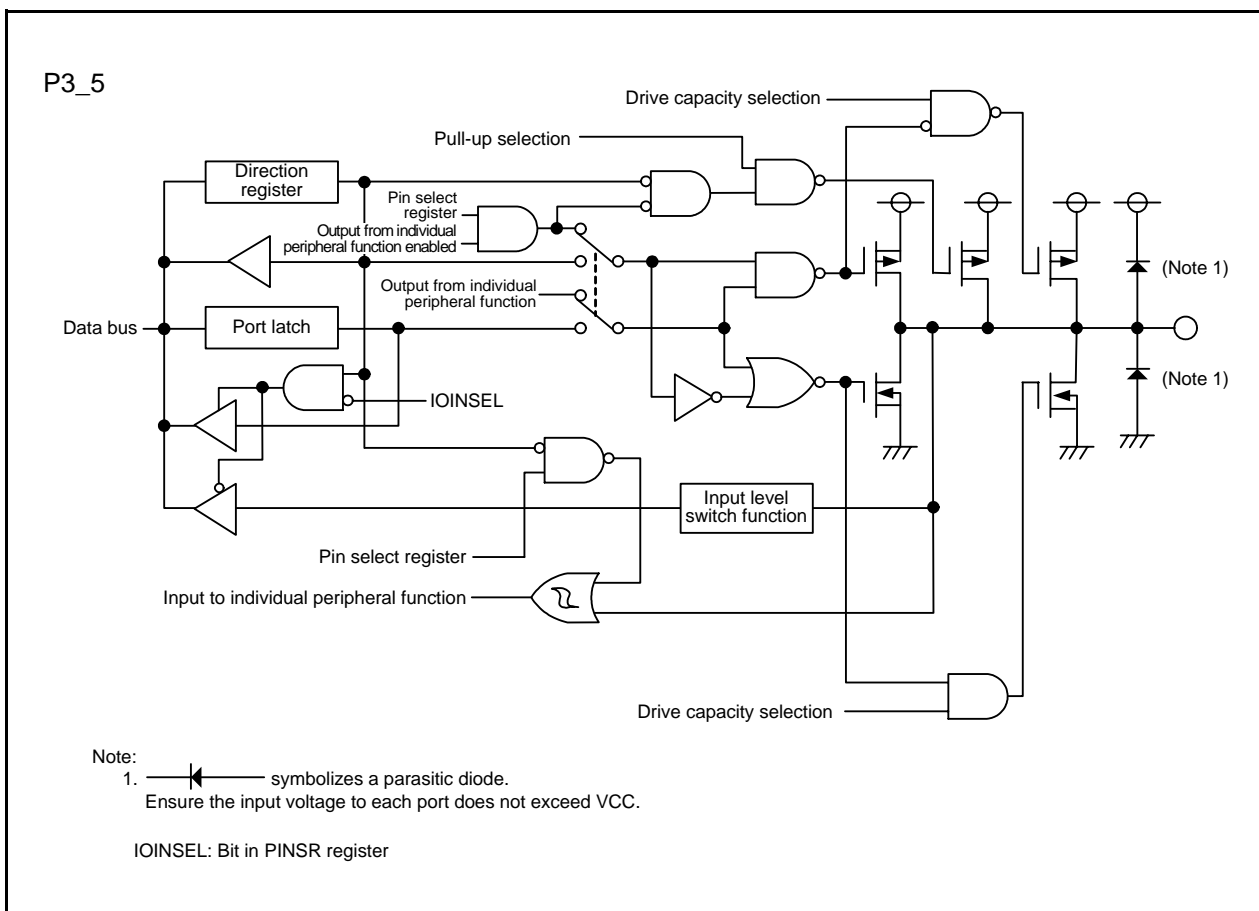 P3_5
Drive capacity selection
Pull-up selection
Direction
register
Pin select
register
Output from individual
peripheral function enabled
(Note 1)
Output from individual
peripheral function
Data bus
Port latch
(Note 1)
IOINSEL
Input level
switch function
Pin select register
Input to individual peripheral function
Drive capacity selection
Note:
1. symbolizes a parasitic diode.
Ensure the input voltage to each port does not exceed VCC.
IOINSEL: Bit in PINSR register